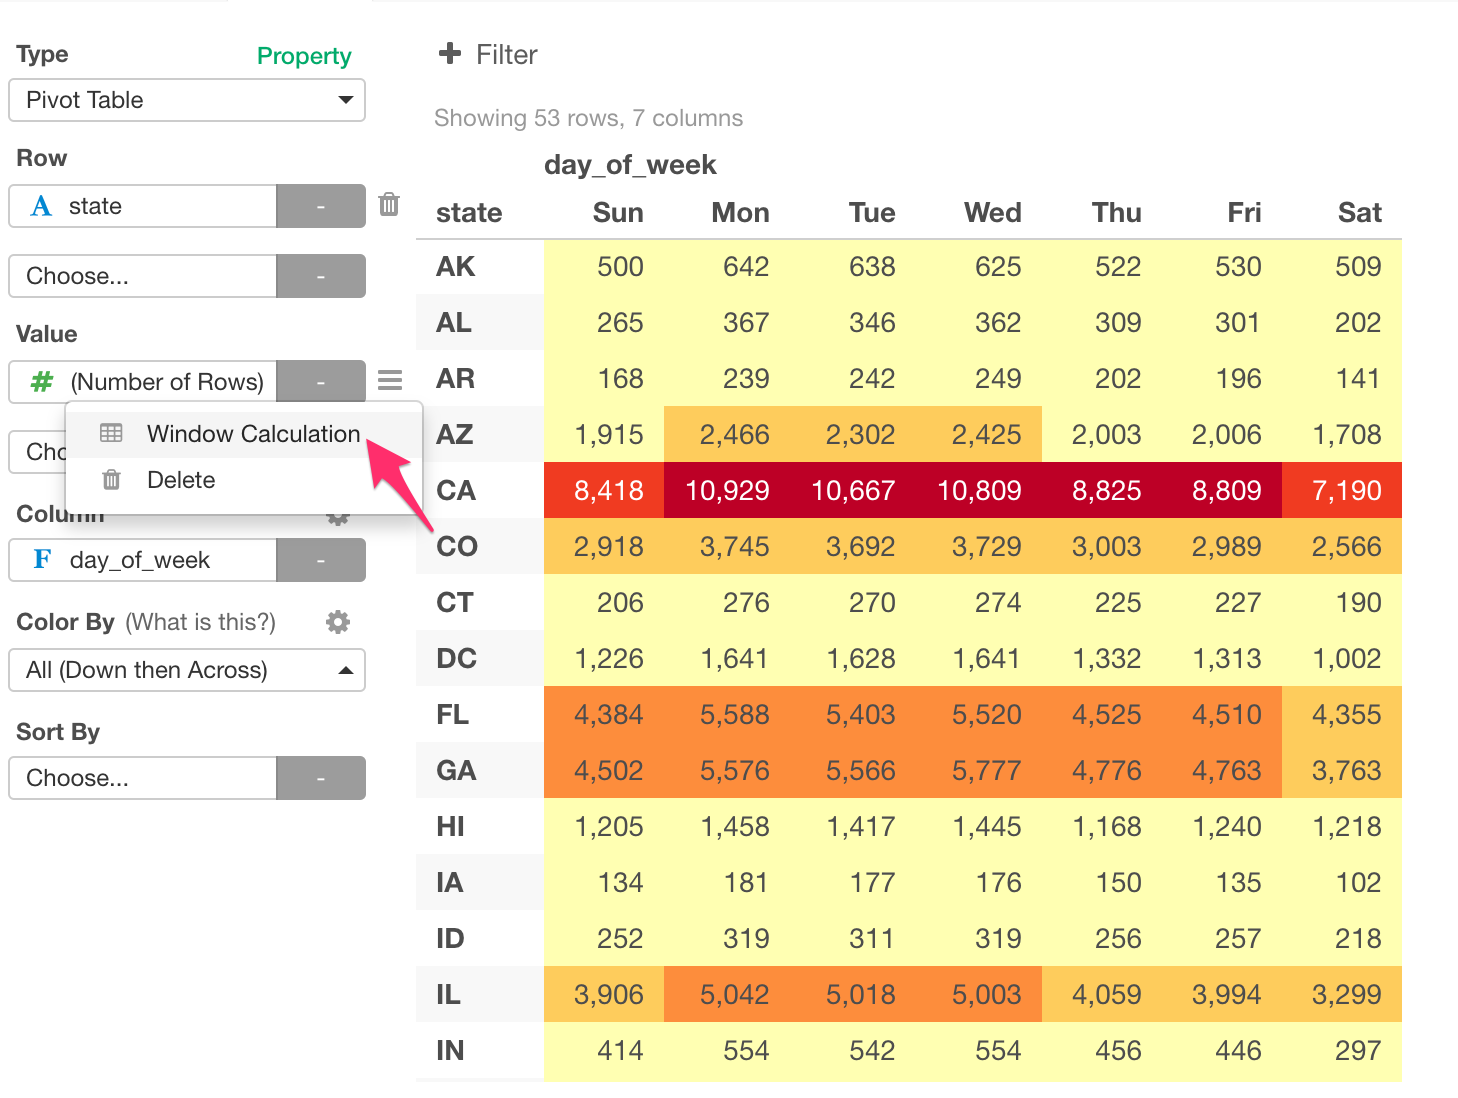 Type Property
Pivot Table
Row
A state -
Choose... -
Value
# (Number of Rows) -
Window Calculation
Cho
Delete
Column
F day_of_week -
Color By (What is this?)
All (Down then Across)
Sort By
Choose... -
+ Filter
Showing 53 rows, 7 columns
day_of_week
state Sun Mon Tue Wed Thu Fri Sat
AK 500 642 638 625 522 530 509
AL 265 367 346 362 309 301 202
AR 168 239 242 249 202 196 141
AZ 1,915 2,466 2,302 2,425 2,003 2,006 1,708
CA 8,418 10,929 10,667 10,809 8,825 8,809 7,190
CO 2,918 3,745 3,692 3,729 3,003 2,989 2,566
CT 206 276 270 274 225 227 190
DC 1,226 1,641 1,628 1,641 1,332 1,313 1,002
FL 4,384 5,588 5,403 5,520 4,525 4,510 4,355
GA 4,502 5,576 5,566 5,777 4,776 4,763 3,763
HI 1,205 1,458 1,417 1,445 1,168 1,240 1,218
IA 134 181 177 176 150 135 102
ID 252 319 311 319 256 257 218
IL 3,906 5,042 5,018 5,003 4,059 3,994 3,299
IN 414 554 542 554 456 446 297